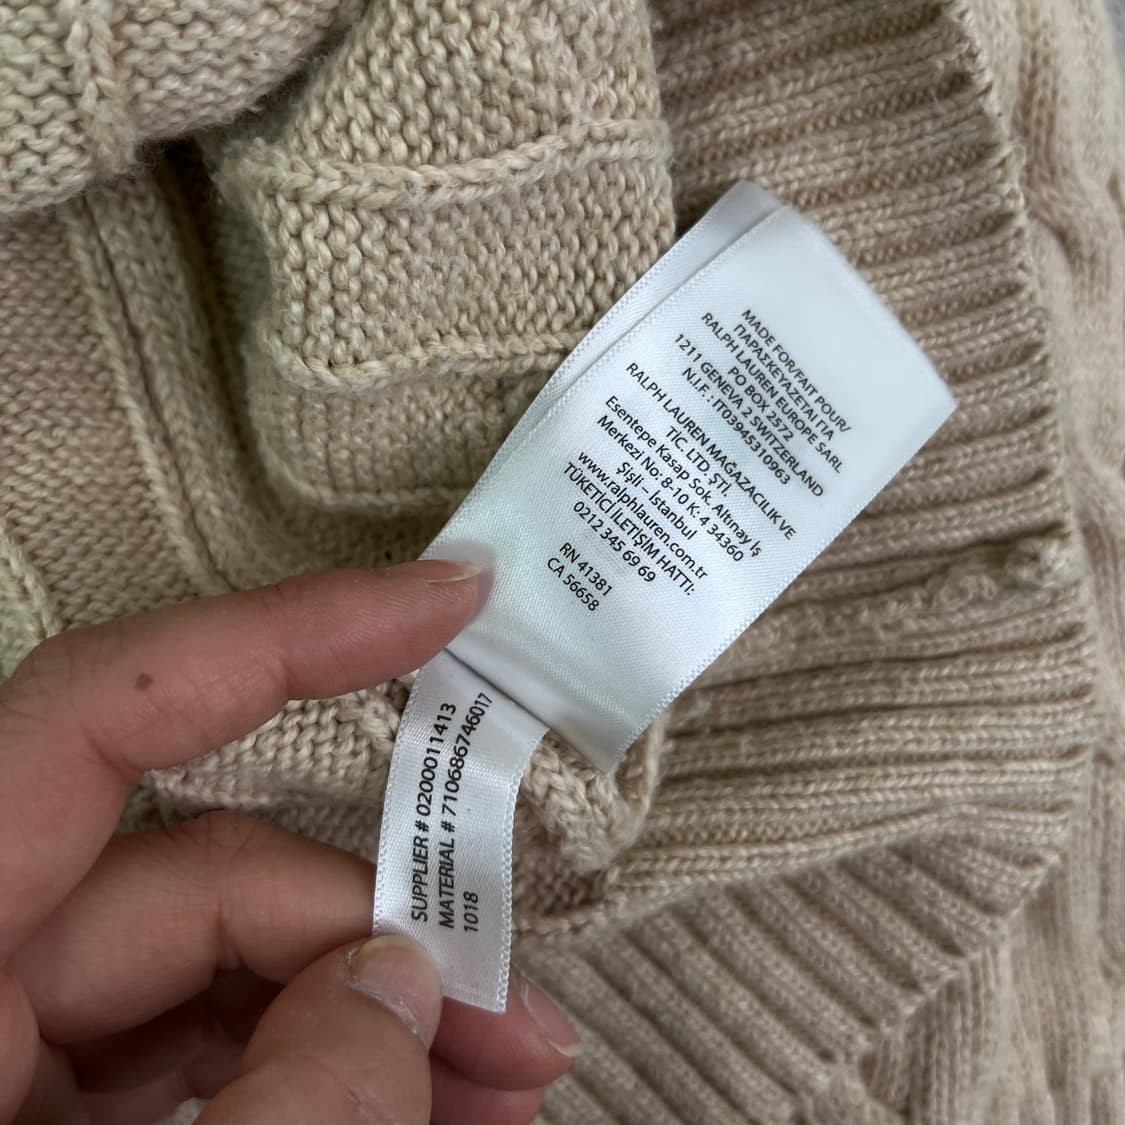 MADE FOR/FAIT POUR/
ΠΑΡΑΣΚΕΥΑΖΕΤΑΙ ΓΙΑ
RALPH LAUREN EUROPE SARL
PO BOX 2572
1211 GENEVA 2 SWITZERLAND
N.I.F. : IT03945310963
RALPH LAUREN MAĞAZACILIK VE
TİC. LTD. ŞTİ.
Esentepe Kasap Sok. Altınay İş
Merkezi No: 8-10 K: 4 34360
Şişli – İstanbul
www.ralphlauren.com.tr
TÜKETİCİ İLETİŞİM HATTI:
0212 345 69 69
RN 41381
CA 56658
SUPPLIER # 0200011413
MATERIAL # 710686746017
1018